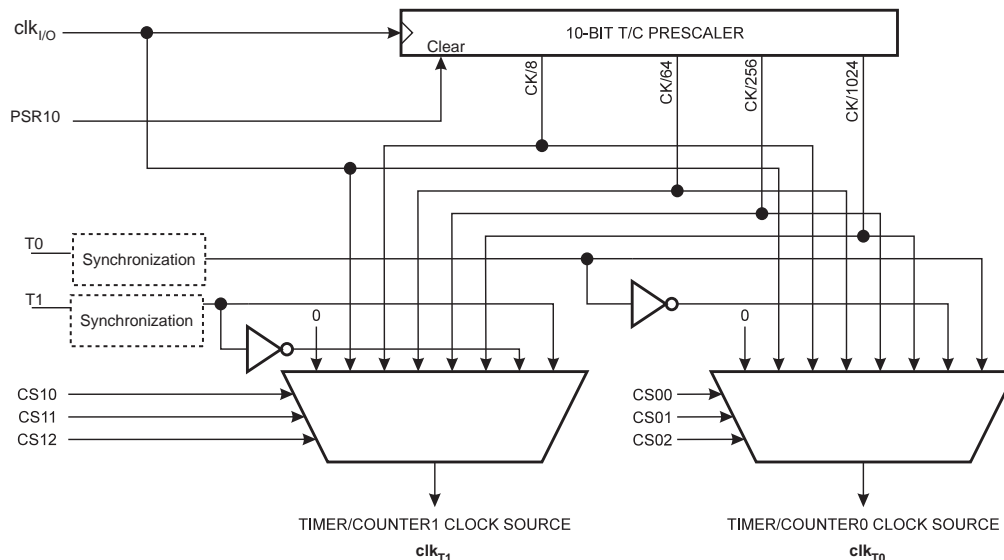 clkI/O
10-BIT T/C PRESCALER
Clear
CK/8
CK/64
CK/256
CK/1024
PSR10
T0
Synchronization
T1
Synchronization
0
0
CS10
CS11
CS12
CS00
CS01
CS02
TIMER/COUNTER1 CLOCK SOURCE
clkT1
TIMER/COUNTER0 CLOCK SOURCE
clkT0